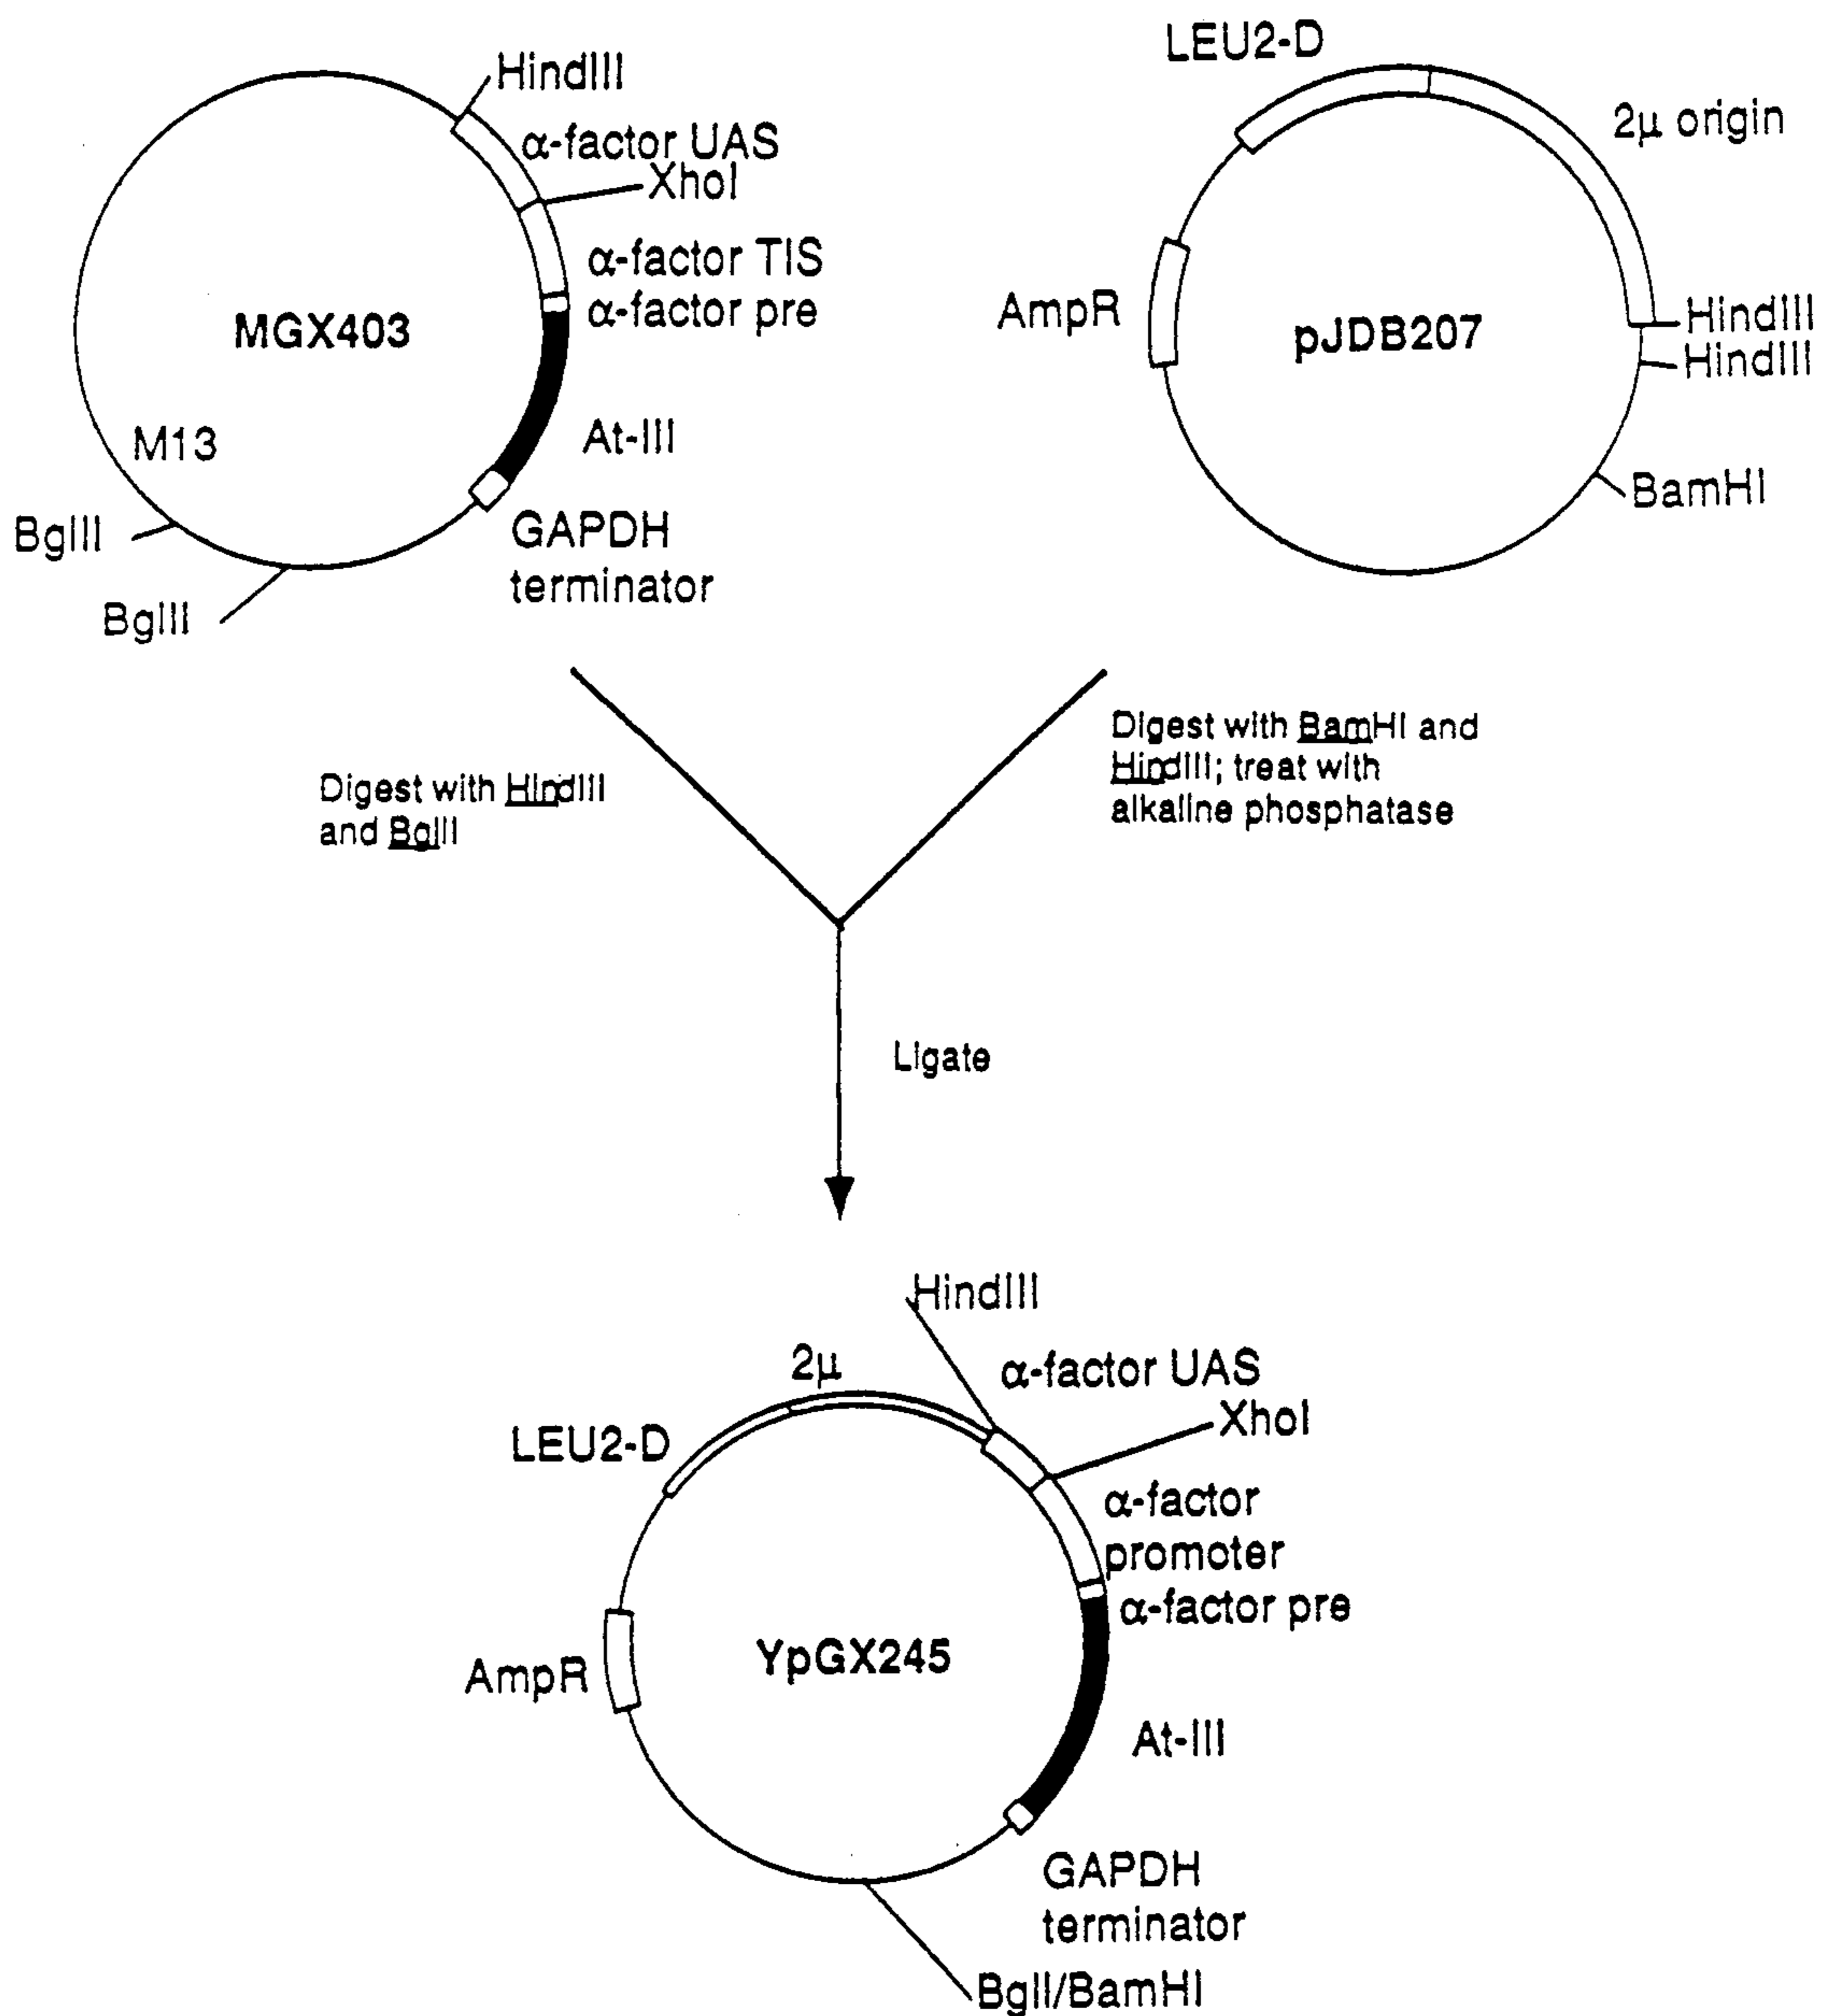 HindIII
α-factor UAS
XhoI
α-factor TIS
α-factor pre
MGX403
At-III
M13
GAPDH
terminator
BglII
BglII
LEU2-D
2μ origin
AmpR
pJDB207
HindIII
HindIII
BamHI
Digest with HindIII
and BglII
Digest with BamHI and
HindIII; treat with
alkaline phosphatase
Ligate
HindIII
2μ
α-factor UAS
XhoI
LEU2-D
α-factor
promoter
α-factor pre
AmpR
YpGX245
At-III
GAPDH
terminator
BglI/BamHI